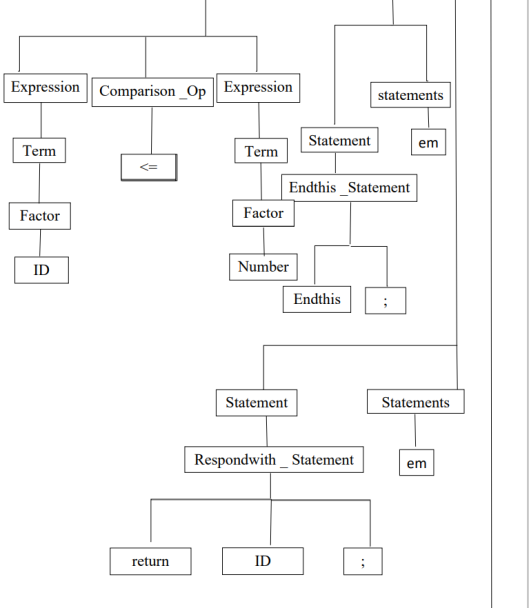 Expression
Comparison _Op
Expression
statements
Term
<=
Term
Statement
em
Factor
Factor
Endthis _Statement
ID
Number
Endthis
;
Statement
Statements
Respondwith _ Statement
em
return
ID
;